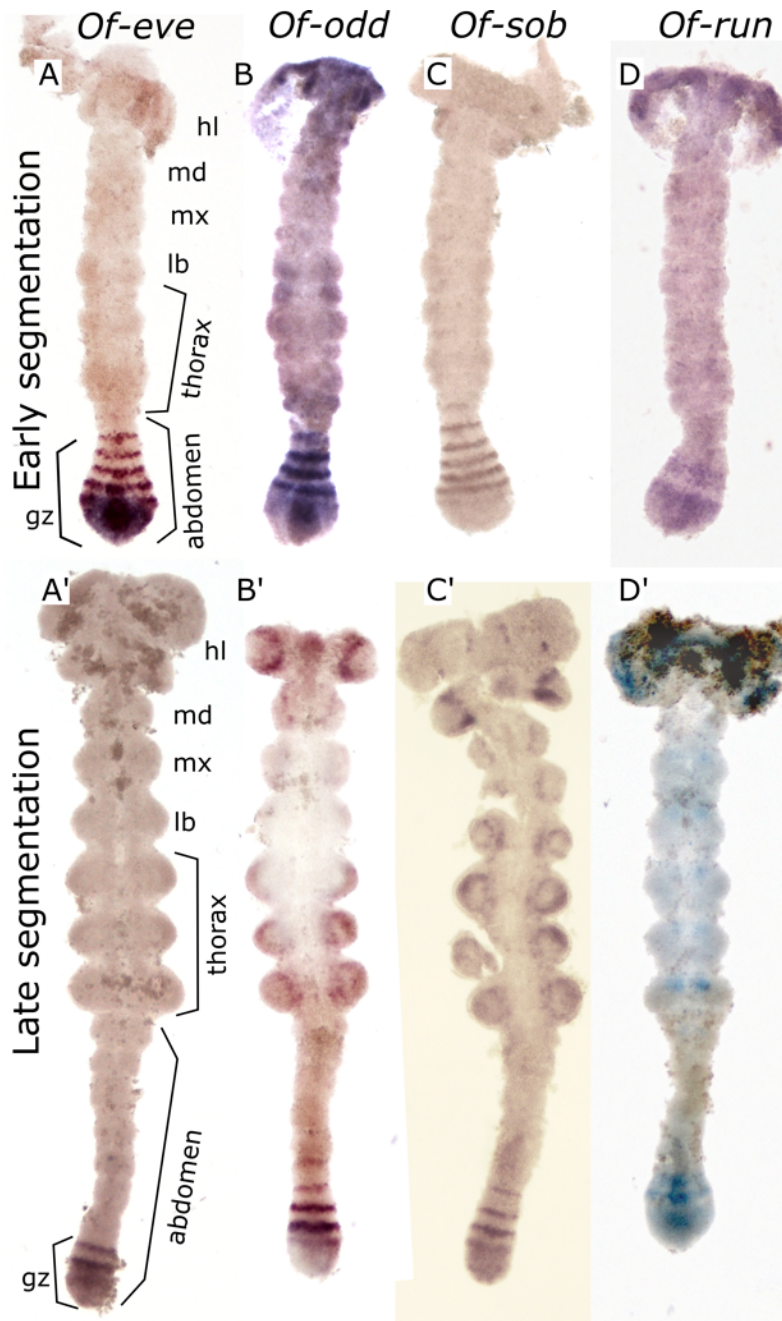 Of-eve Of-odd Of-sob Of-run
A B C D
hl
md
mx
lb
thorax
abdomen
gz
Early segmentation
A' B' C' D'
hl
md
mx
lb
thorax
abdomen
gz
Late segmentation